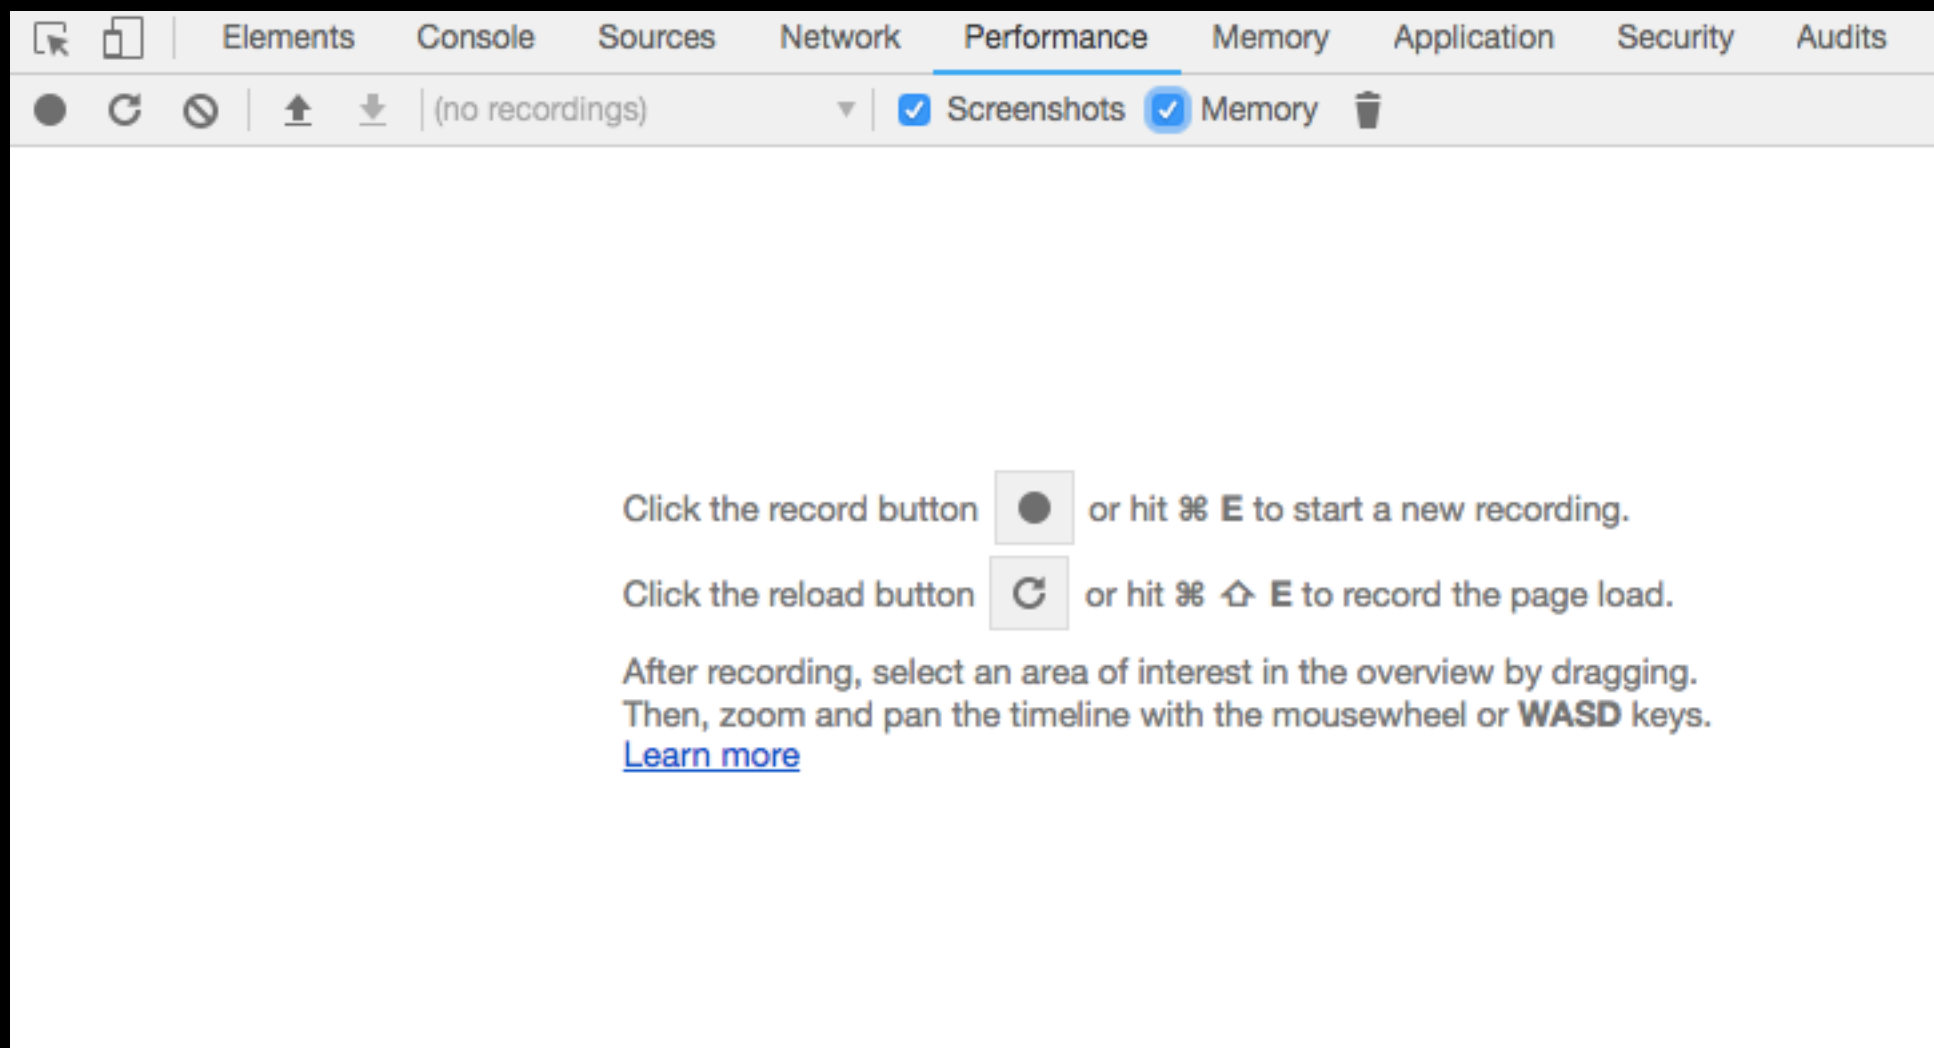 Elements Console Sources Network Performance Memory Application Security Audits
(no recordings) Screenshots Memory
Click the record button or hit ⌘ E to start a new recording.
Click the reload button or hit ⌘ ⇧ E to record the page load.
After recording, select an area of interest in the overview by dragging.
Then, zoom and pan the timeline with the mousewheel or WASD keys.
Learn more